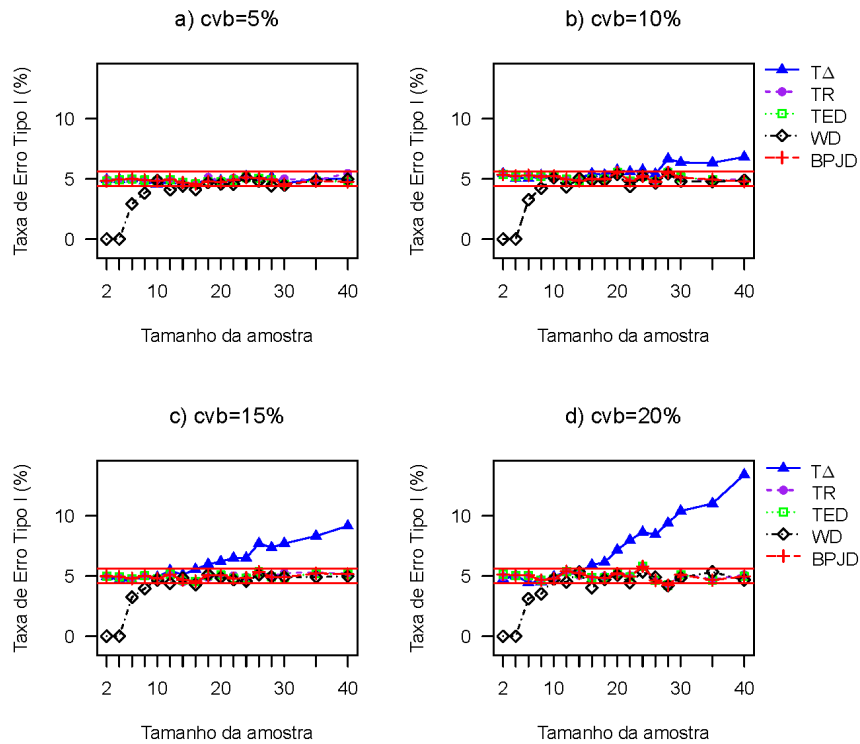 a) cvb=5%
Taxa de Erro Tipo I (%)
10
5
0
2
10
20
30
40
Tamanho da amostra
b) cvb=10%
Taxa de Erro Tipo I (%)
10
5
0
2
10
20
30
40
Tamanho da amostra
TΔ
TR
TED
WD
BPJD
c) cvb=15%
Taxa de Erro Tipo I (%)
10
5
0
2
10
20
30
40
Tamanho da amostra
d) cvb=20%
Taxa de Erro Tipo I (%)
10
5
0
2
10
20
30
40
Tamanho da amostra
TΔ
TR
TED
WD
BPJD